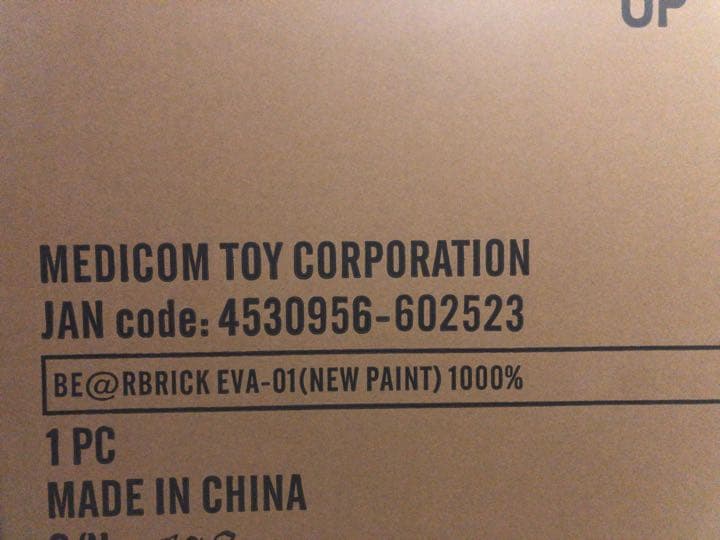 UP
MEDICOM TOY CORPORATION
JAN code: 4530956-602523
BE@RBRICK EVA-01(NEW PAINT) 1000%
1 PC
MADE IN CHINA